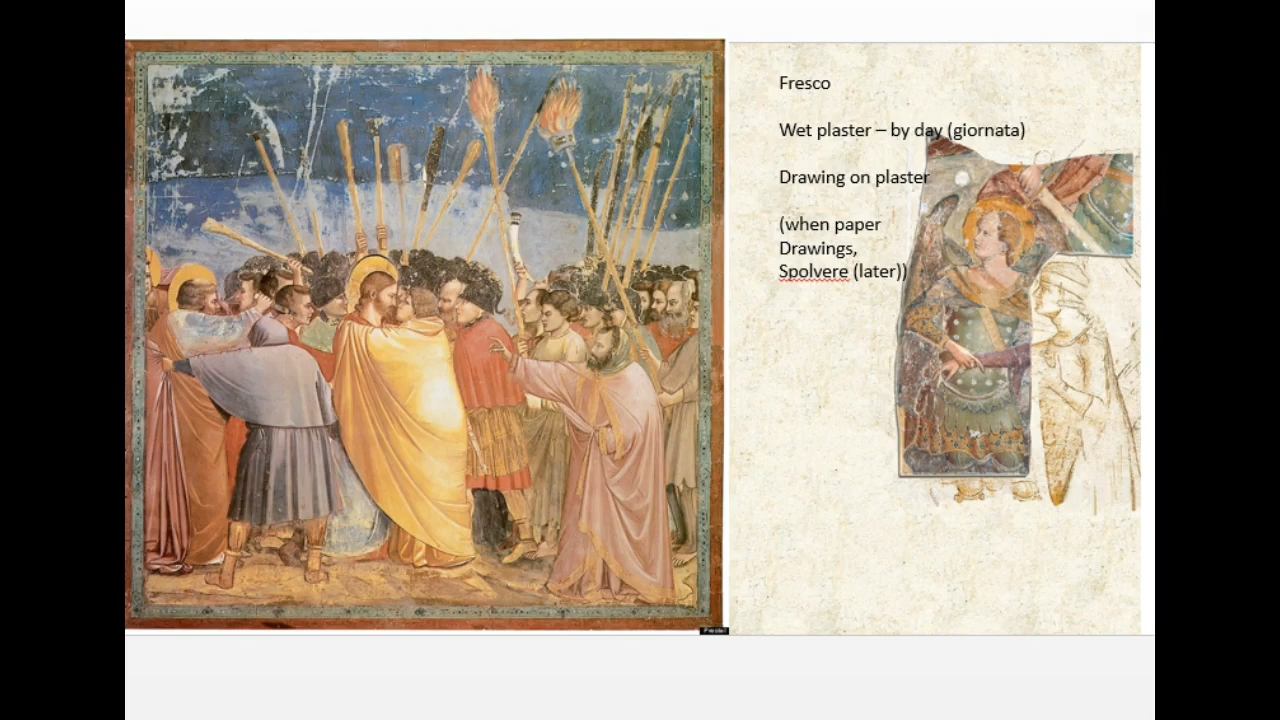 Fresco
Wet plaster – by day (giornata)
Drawing on plaster
(when paper
Drawings,
Spolvere (later))